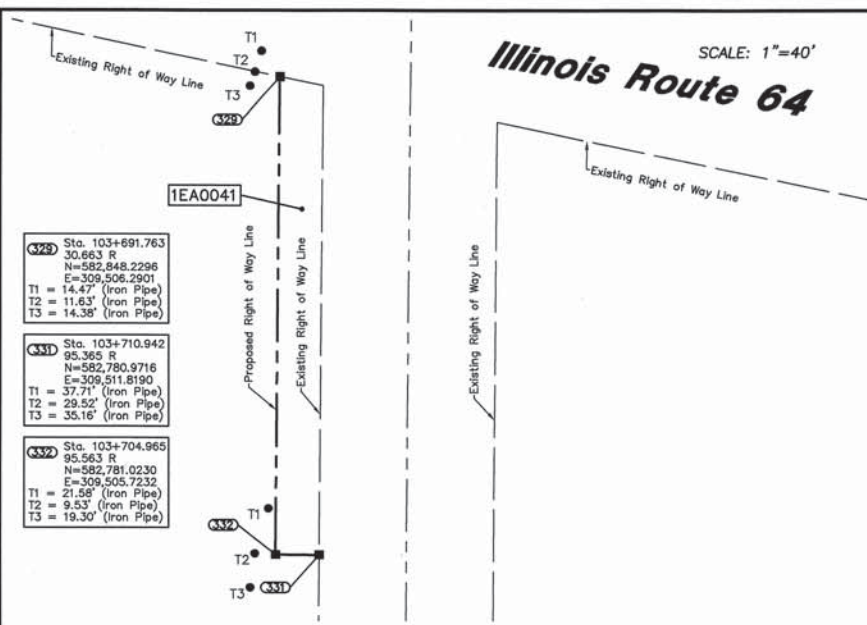 T1
T2
T3
329
Existing Right of Way Line
SCALE: 1"=40'
Illinois Route 64
Existing Right of Way Line
1EA0041
Proposed Right of Way Line
Existing Right of Way Line
Existing Right of Way Line
329 Sta. 103+691.763
30.663 R
N=582,848.2296
E=309,506.2901
T1 = 14.47' (Iron Pipe)
T2 = 11.63' (Iron Pipe)
T3 = 14.38' (Iron Pipe)
331 Sta. 103+710.942
95.365 R
N=582,780.9716
E=309,511.8190
T1 = 37.71' (Iron Pipe)
T2 = 29.52' (Iron Pipe)
T3 = 35.16' (Iron Pipe)
332 Sta. 103+704.965
95.563 R
N=582,781.0230
E=309,505.7232
T1 = 21.58' (Iron Pipe)
T2 = 9.53' (Iron Pipe)
T3 = 19.30' (Iron Pipe)
T1
332
T2
T3
331